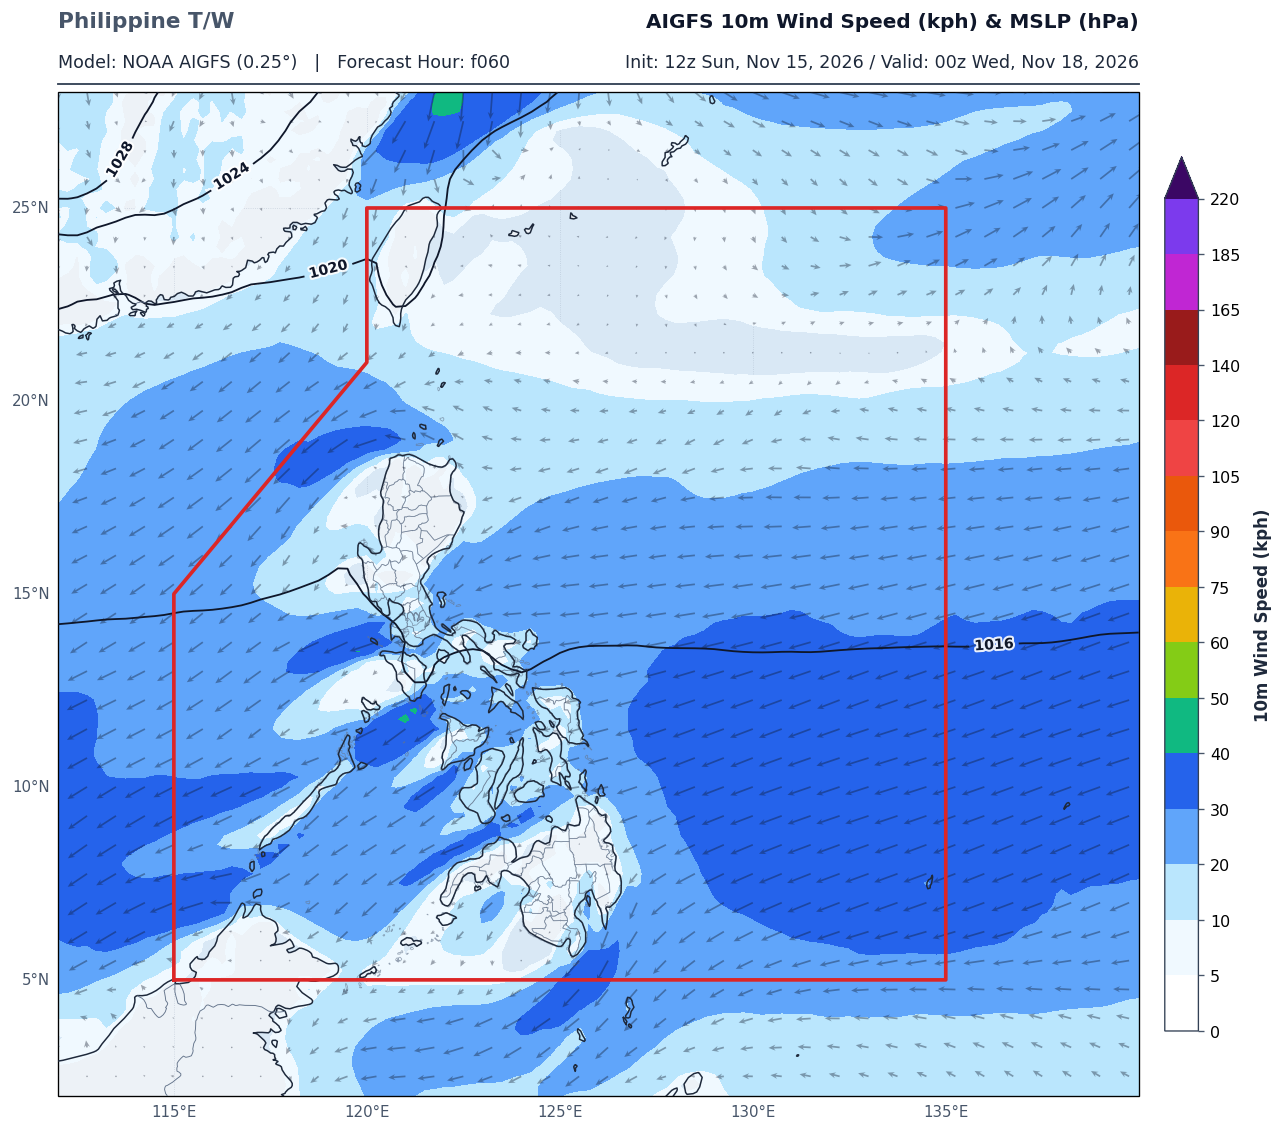 Philippine T/W
AIGFS 10m Wind Speed (kph) & MSLP (hPa)
Model: NOAA AIGFS (0.25°) | Forecast Hour: f060
Init: 12z Sun, Nov 15, 2026 / Valid: 00z Wed, Nov 18, 2026
1028
1024
1020
1016
25°N
20°N
15°N
10°N
5°N
115°E
120°E
125°E
130°E
135°E
220
185
165
140
120
105
90
75
60
50
40
30
20
10
5
0
10m Wind Speed (kph)